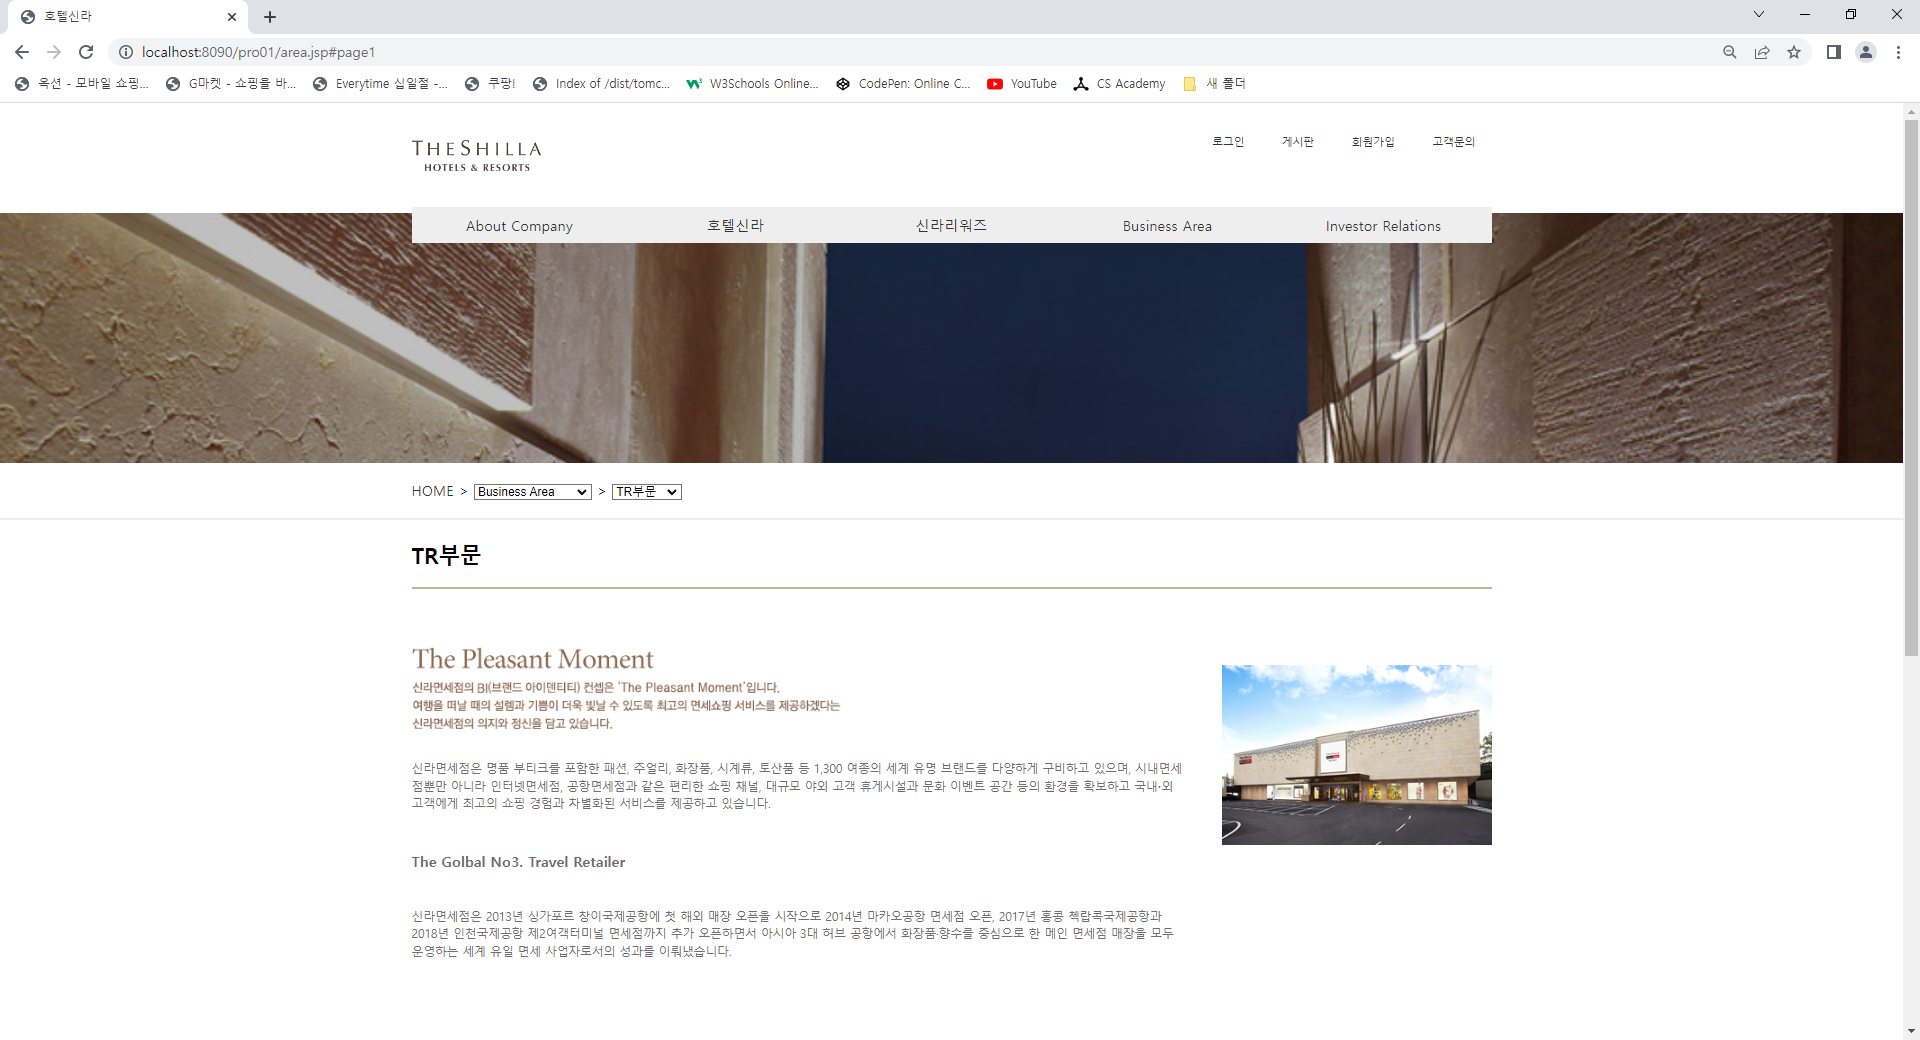 호텔신라
localhost:8090/pro01/area.jsp#page1
옥션 - 모바일 쇼핑...
G마켓 - 쇼핑을 바...
Everytime 십일절 -...
쿠팡!
Index of /dist/tomc...
W3Schools Online...
CodePen: Online C...
YouTube
CS Academy
새 폴더
THE SHILLA
HOTELS & RESORTS
로그인
게시판
회원가입
고객문의
About Company
호텔신라
신라리워즈
Business Area
Investor Relations
HOME > Business Area > TR부문
TR부문
The Pleasant Moment
신라면세점의 BI(브랜드 아이덴티티) 컨셉은 'The Pleasant Moment'입니다.
여행을 떠날 때의 설렘과 기쁨이 더욱 빛날 수 있도록 최고의 면세쇼핑 서비스를 제공하겠다는
신라면세점의 의지와 정신을 담고 있습니다.
신라면세점은 명품 부티크를 포함한 패션, 주얼리, 화장품, 시계류, 토산품 등 1,300 여종의 세계 유명 브랜드를 다양하게 구비하고 있으며, 시내면세
점뿐만 아니라 인터넷면세점, 공항면세점과 같은 편리한 쇼핑 채널, 대규모 야외 고객 휴게시설과 문화 이벤트 공간 등의 환경을 확보하고 국내·외
고객에게 최고의 쇼핑 경험과 차별화된 서비스를 제공하고 있습니다.
The Golbal No3. Travel Retailer
신라면세점은 2013년 싱가포르 창이국제공항에 첫 해외 매장 오픈을 시작으로 2014년 마카오공항 면세점 오픈, 2017년 홍콩 첵랍콕국제공항과
2018년 인천국제공항 제2여객터미널 면세점까지 추가 오픈하면서 아시아 3대 허브 공항에서 화장품·향수를 중심으로 한 메인 면세점 매장을 모두
운영하는 세계 유일 면세 사업자로서의 성과를 이뤄냈습니다.